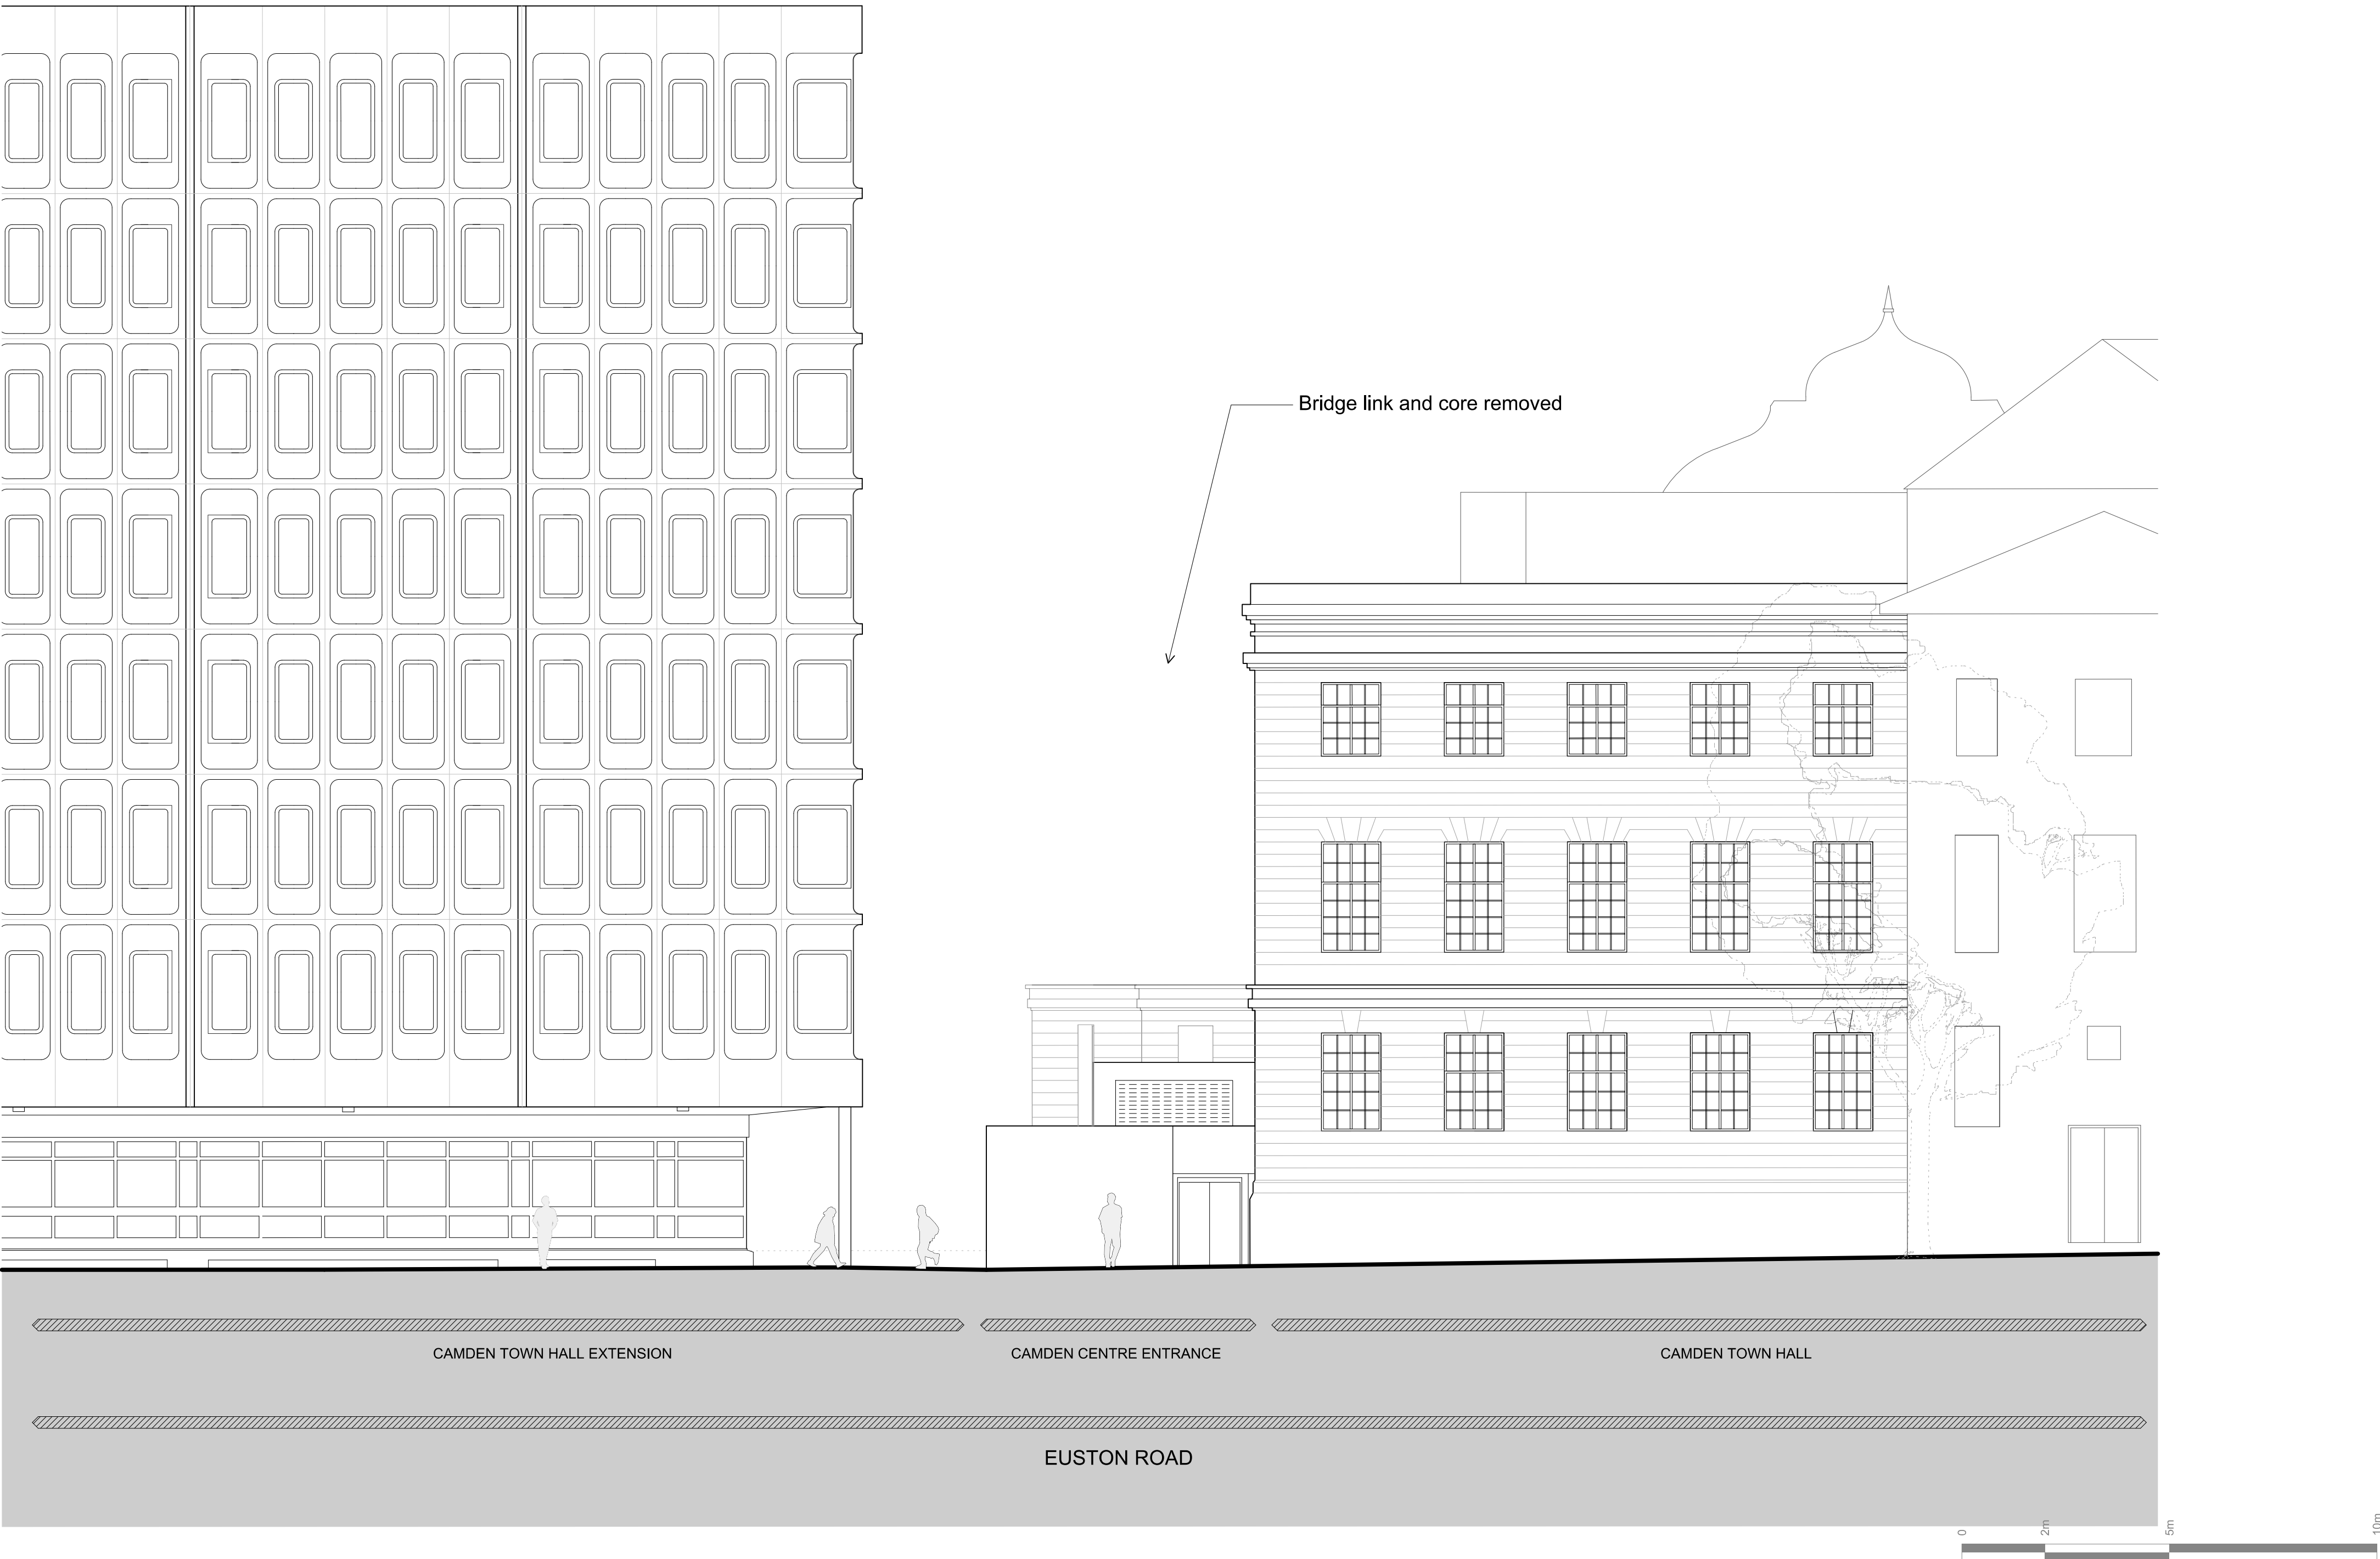 Bridge link and core removed
CAMDEN TOWN HALL EXTENSION
CAMDEN CENTRE ENTRANCE
CAMDEN TOWN HALL
EUSTON ROAD
0
2m
5m
10m